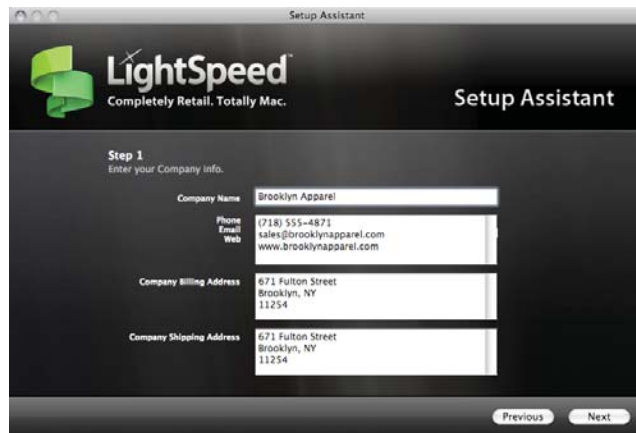 Setup Assistant
LightSpeed™
Completely Retail. Totally Mac.
Setup Assistant
Step 1
Enter your Company info.
Company Name
Brooklyn Apparel
Phone
Email
Web
(718) 555-4871
sales@brooklynapparel.com
www.brooklynapparel.com
Company Billing Address
671 Fulton Street
Brooklyn, NY
11254
Company Shipping Address
671 Fulton Street
Brooklyn, NY
11254
Previous
Next